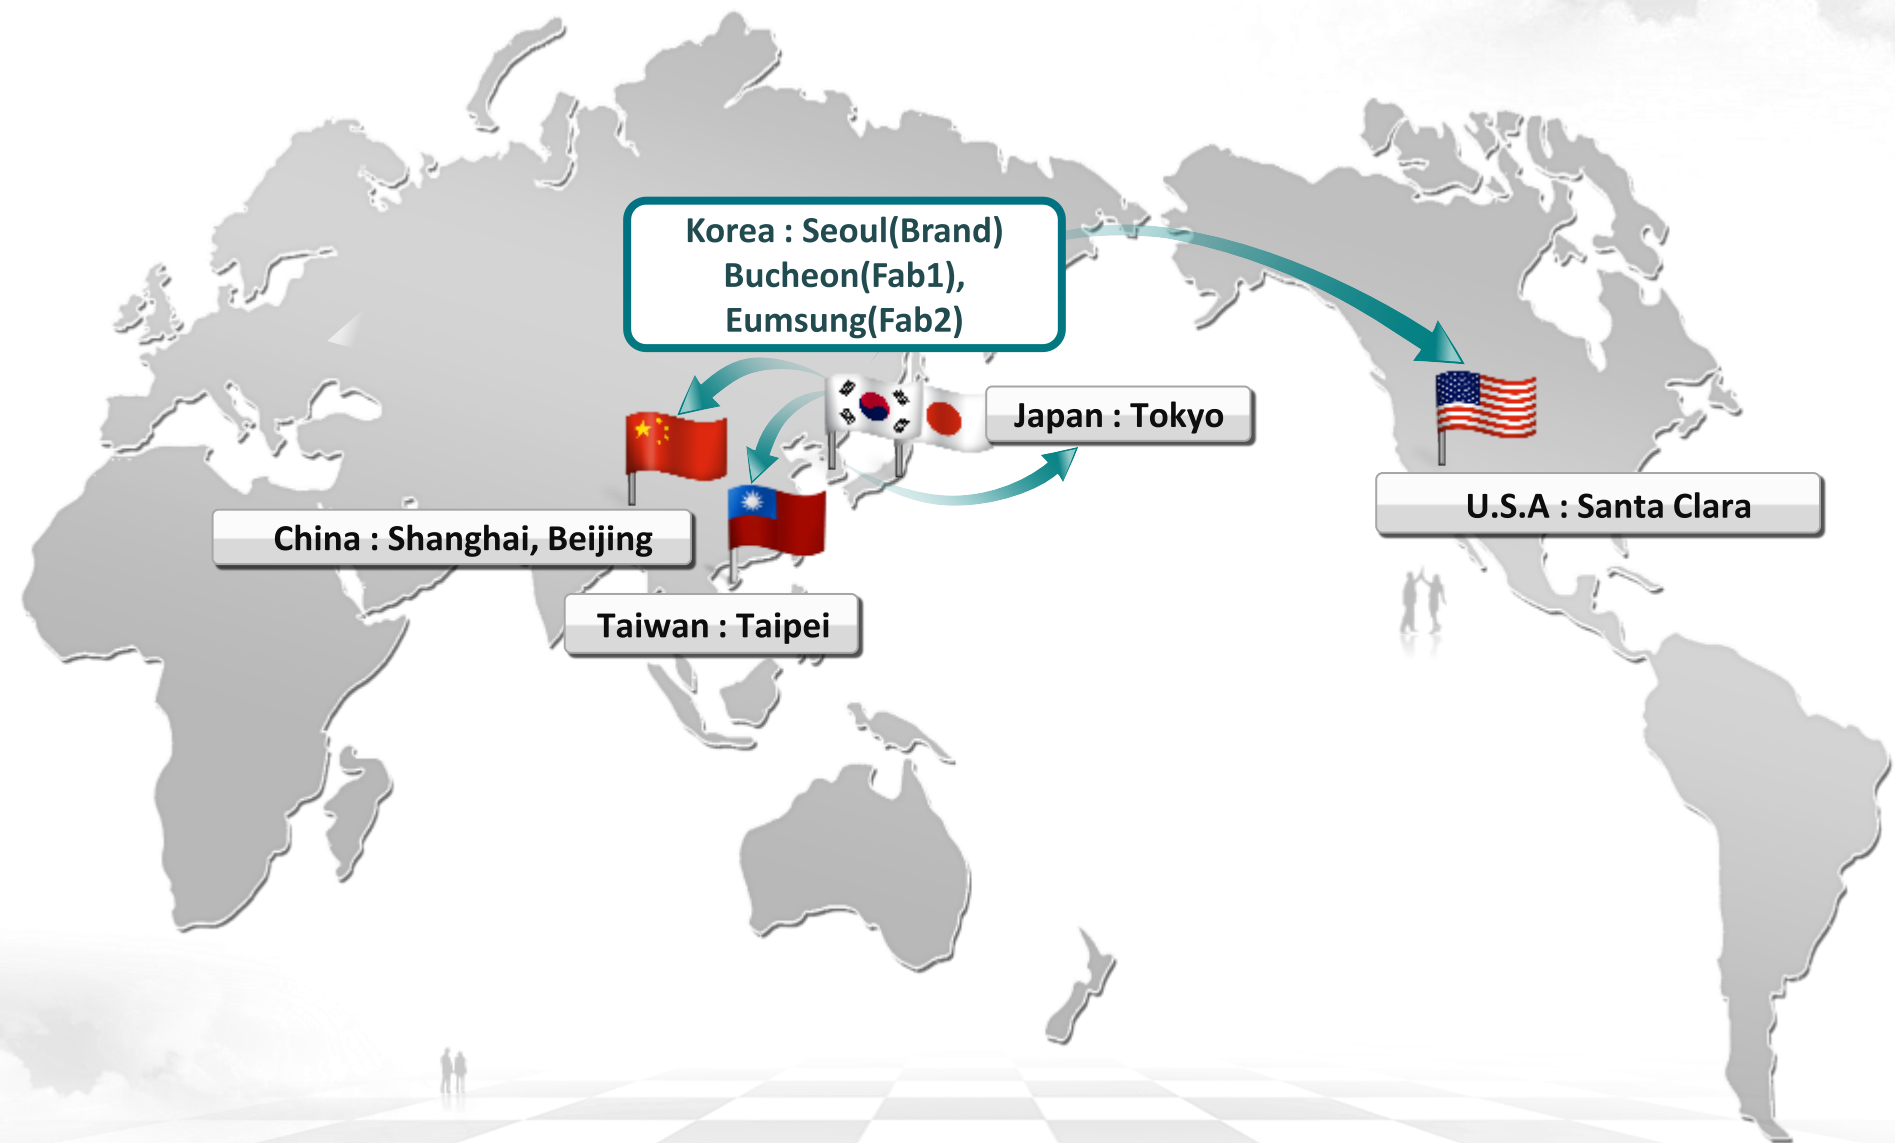 Korea : Seoul(Brand)
Bucheon(Fab1),
Eumsung(Fab2)
Japan : Tokyo
U.S.A : Santa Clara
China : Shanghai, Beijing
Taiwan : Taipei